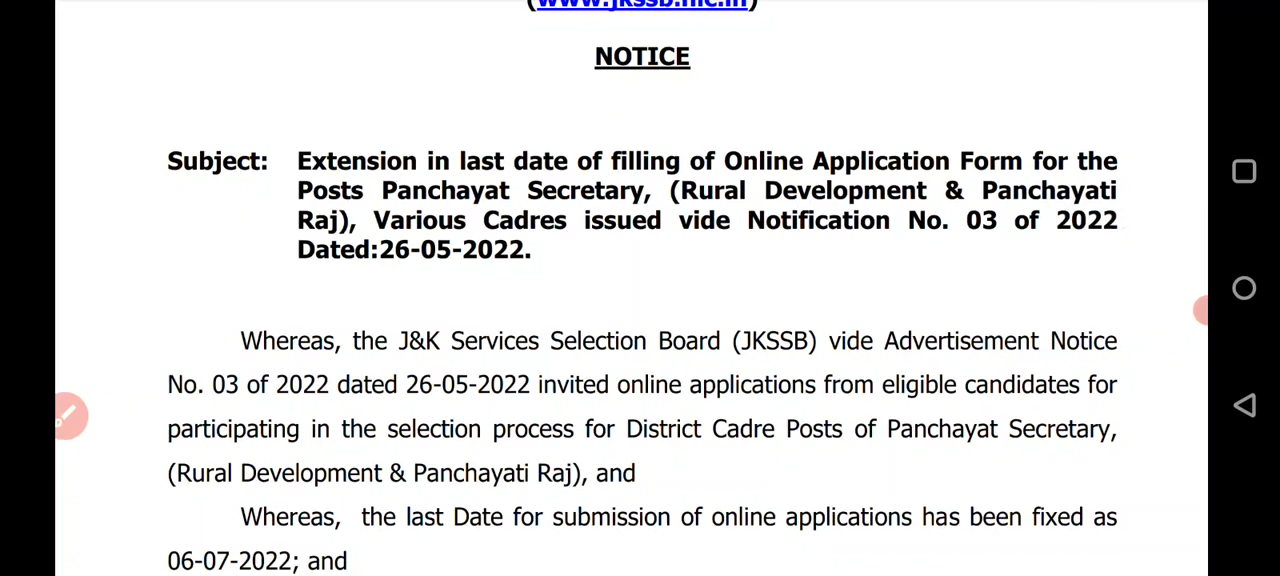 (www.jkssb.nic.in)
NOTICE
Subject: Extension in last date of filling of Online Application Form for the
Posts Panchayat Secretary, (Rural Development & Panchayati
Raj), Various Cadres issued vide Notification No. 03 of 2022
Dated:26-05-2022.
Whereas, the J&K Services Selection Board (JKSSB) vide Advertisement Notice
No. 03 of 2022 dated 26-05-2022 invited online applications from eligible candidates for
participating in the selection process for District Cadre Posts of Panchayat Secretary,
(Rural Development & Panchayati Raj), and
Whereas, the last Date for submission of online applications has been fixed as
06-07-2022; and